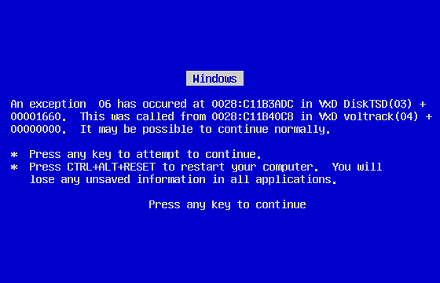 Windows
An exception 06 has occured at 0028:C11B3ADC in VxD DiskTSD(03) +
00001660. This was called from 0028:C11B40C8 in VxD voltrack(04) +
00000000. It may be possible to continue normally.
* Press any key to attempt to continue.
* Press CTRL+ALT+RESET to restart your computer. You will
lose any unsaved information in all applications.
Press any key to continue